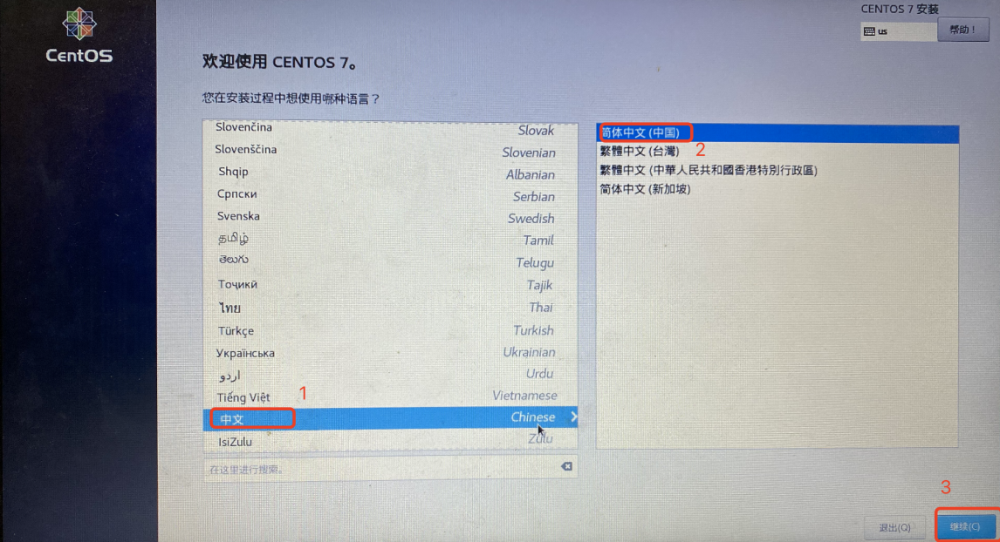 CentOS
CENTOS 7 安装
us
帮助！
欢迎使用 CENTOS 7。
您在安装过程中想使用哪种语言？
Slovenčina Slovak
Slovenščina Slovenian
Shqip Albanian
Српски Serbian
Svenska Swedish
தமிழ் Tamil
తెలుగు Telugu
Тоҷикӣ Tajik
ไทย Thai
Türkçe Turkish
Українська Ukrainian
اردو Urdu
Tiếng Việt Vietnamese
1
中文 Chinese
IsiZulu Zulu
在这里进行搜索。
简体中文 (中国)
2
繁體中文 (台灣)
繁體中文 (中華人民共和國香港特別行政區)
简体中文 (新加坡)
3
退出(Q)
继续(C)